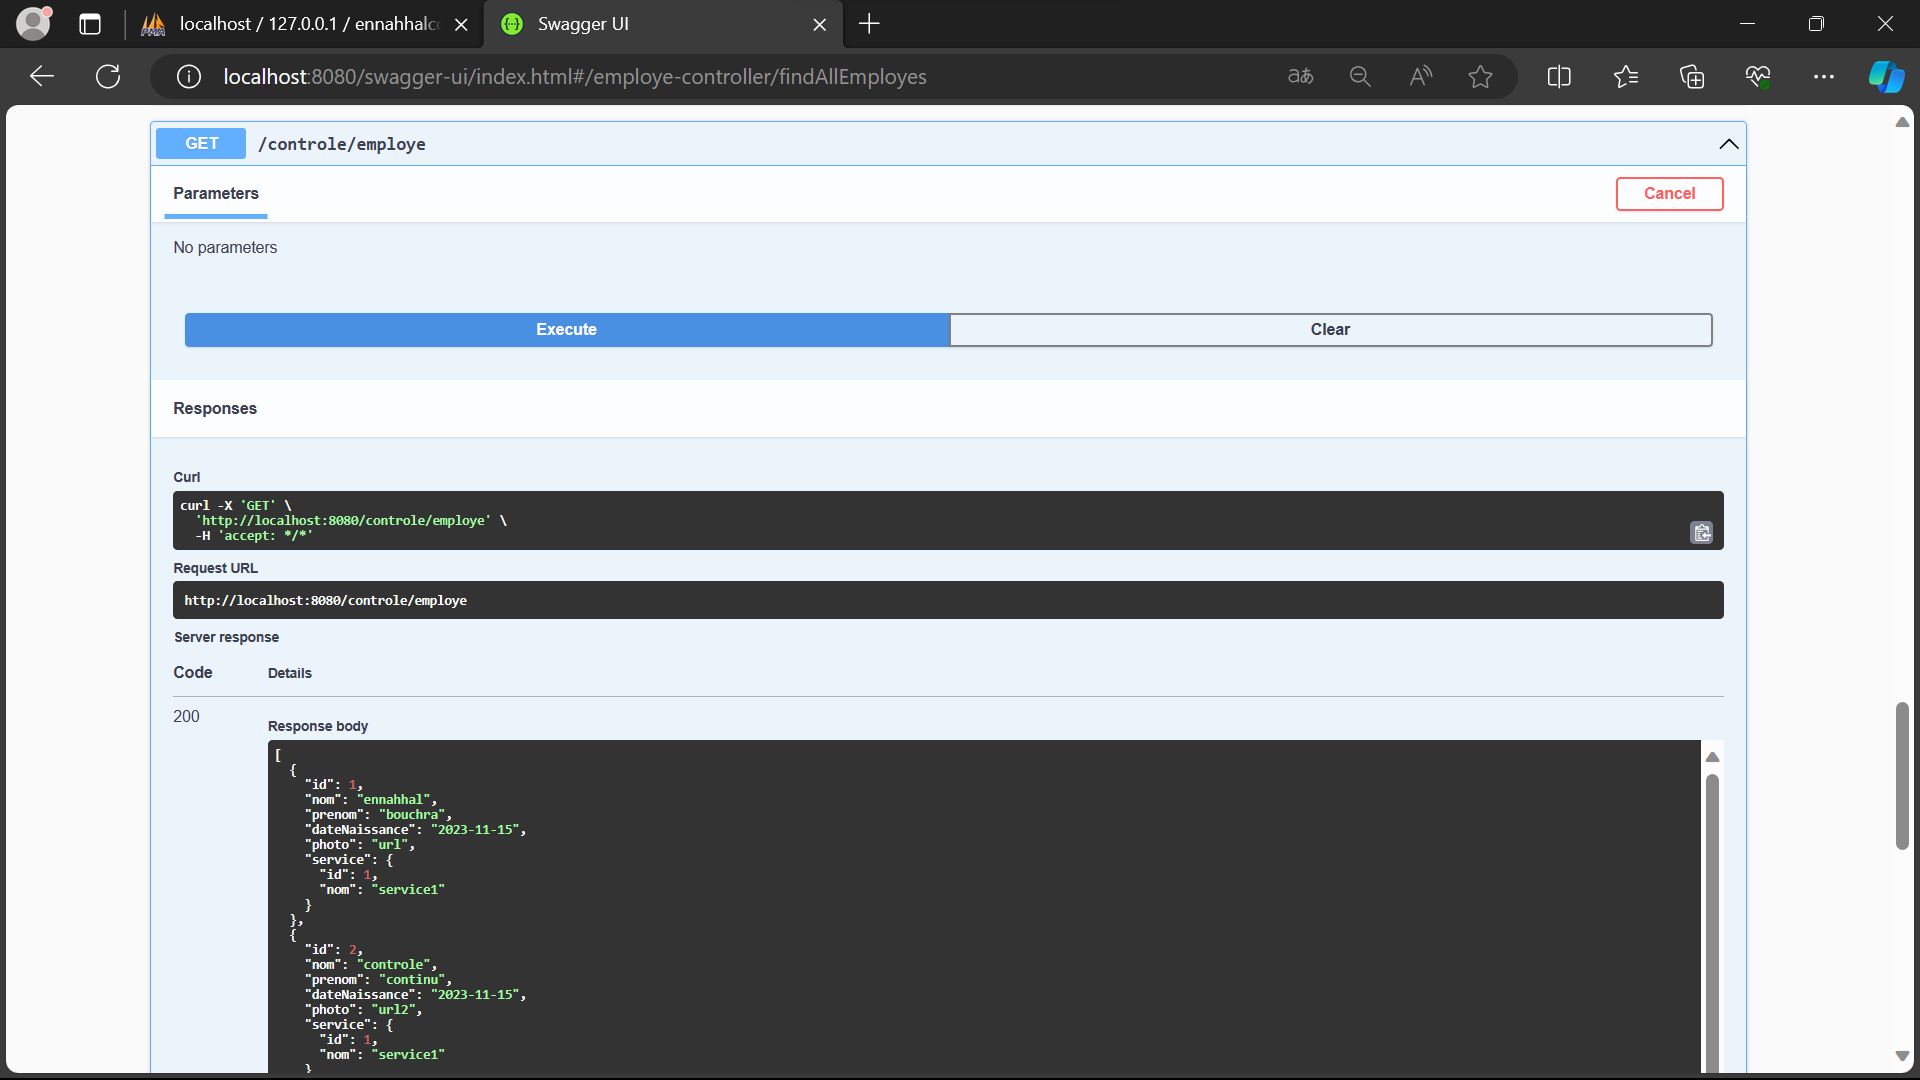 localhost / 127.0.0.1 / ennahhalc
Swagger UI
localhost:8080/swagger-ui/index.html#/employe-controller/findAllEmployes
GET /controle/employe
Parameters
Cancel
No parameters
Execute
Clear
Responses
Curl
curl -X 'GET' \
'http://localhost:8080/controle/employe' \
-H 'accept: */*'
Request URL
http://localhost:8080/controle/employe
Server response
Code Details
200
Response body
[
{
"id": 1,
"nom": "ennahhal",
"prenom": "bouchra",
"dateNaissance": "2023-11-15",
"photo": "url",
"service": {
"id": 1,
"nom": "service1"
}
},
{
"id": 2,
"nom": "controle",
"prenom": "continu",
"dateNaissance": "2023-11-15",
"photo": "url2",
"service": {
"id": 1,
"nom": "service1"
}